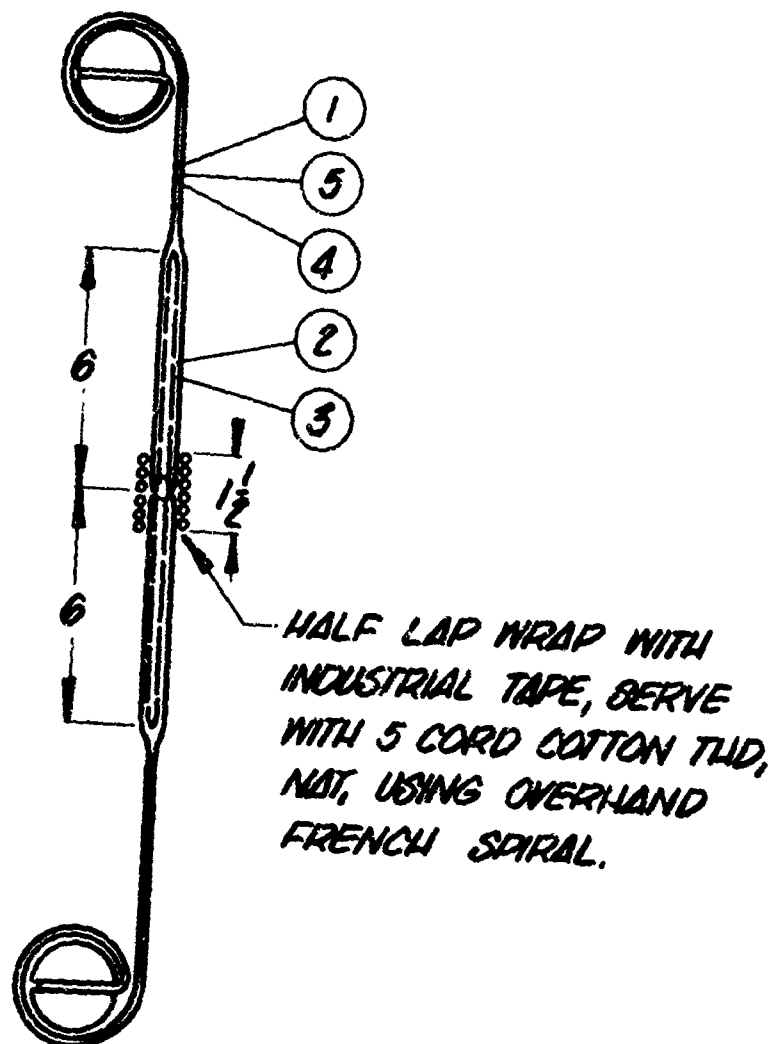 1
5
4
2
6
3
1 1/2
6
HALF LAP WRAP WITH
INDUSTRIAL TAPE, SERVE
WITH 5 CORD COTTON THD,
NAT, USING OVERHAND
FRENCH SPIRAL.